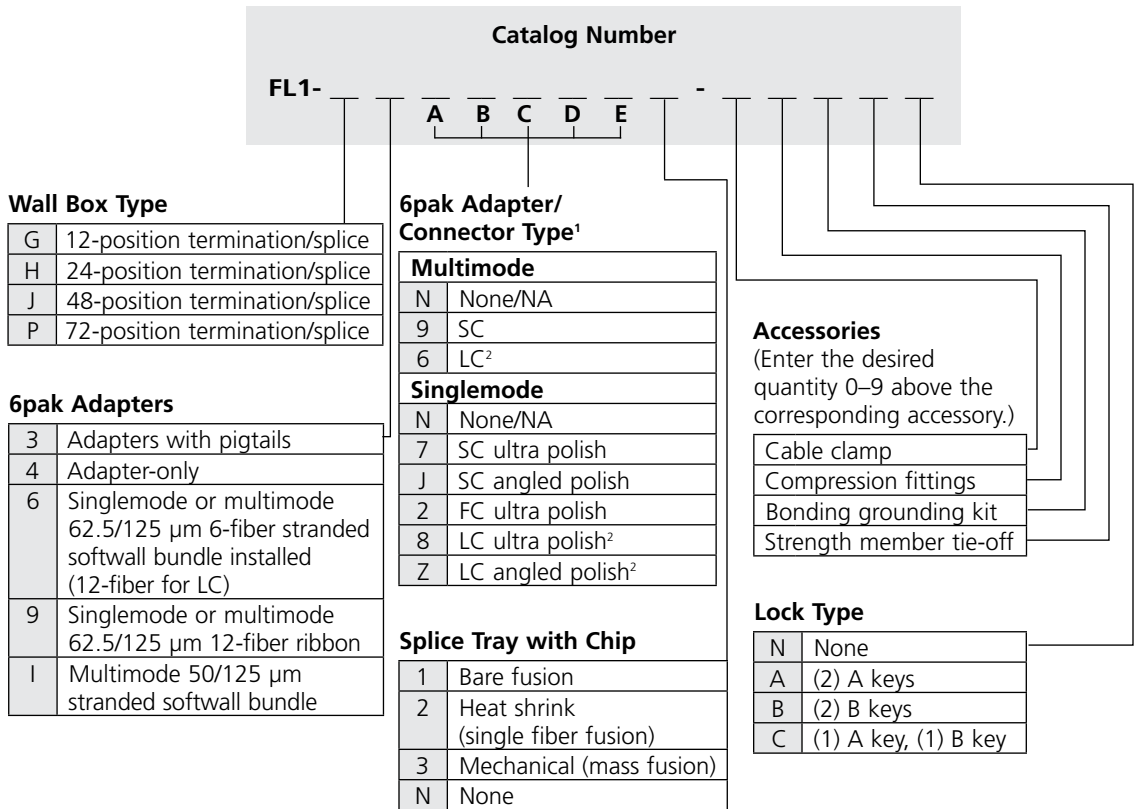 Catalog Number
FL1- __ __ __ __ __ __ __ __ - __ __ __ __ __
A B C D E
Wall Box Type
G 12-position termination/splice
H 24-position termination/splice
J 48-position termination/splice
P 72-position termination/splice
6pak Adapters
3 Adapters with pigtails
4 Adapter-only
6 Singlemode or multimode
62.5/125 µm 6-fiber stranded
softwall bundle installed
(12-fiber for LC)
9 Singlemode or multimode
62.5/125 µm 12-fiber ribbon
I Multimode 50/125 µm
stranded softwall bundle
6pak Adapter/
Connector Type¹
Multimode
N None/NA
9 SC
6 LC²
Singlemode
N None/NA
7 SC ultra polish
J SC angled polish
2 FC ultra polish
8 LC ultra polish²
Z LC angled polish²
Splice Tray with Chip
1 Bare fusion
2 Heat shrink
(single fiber fusion)
3 Mechanical (mass fusion)
N None
Accessories
(Enter the desired
quantity 0–9 above the
corresponding accessory.)
Cable clamp
Compression fittings
Bonding grounding kit
Strength member tie-off
Lock Type
N None
A (2) A keys
B (2) B keys
C (1) A key, (1) B key